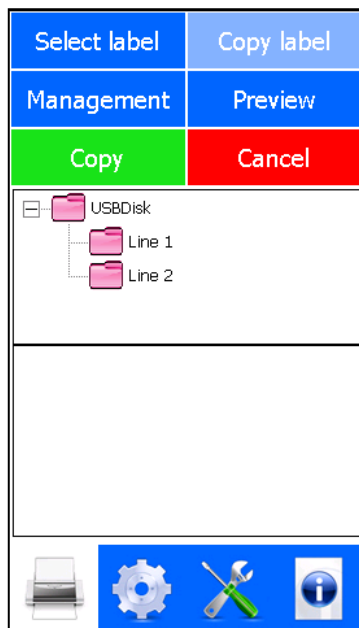 Select label
Copy label
Management
Preview
Copy
Cancel
USBDisk
Line 1
Line 2